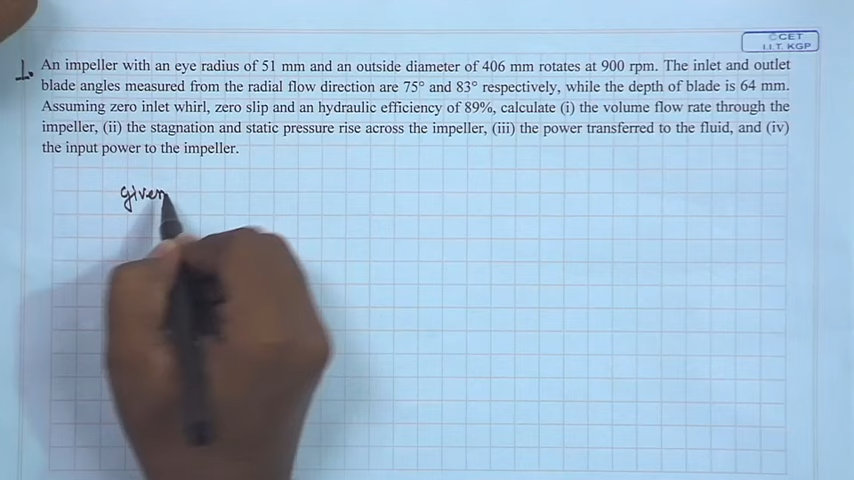 ©CET
I.I.T. KGP
1. An impeller with an eye radius of 51 mm and an outside diameter of 406 mm rotates at 900 rpm. The inlet and outlet
blade angles measured from the radial flow direction are 75° and 83° respectively, while the depth of blade is 64 mm.
Assuming zero inlet whirl, zero slip and an hydraulic efficiency of 89%, calculate (i) the volume flow rate through the
impeller, (ii) the stagnation and static pressure rise across the impeller, (iii) the power transferred to the fluid, and (iv)
the input power to the impeller.
given